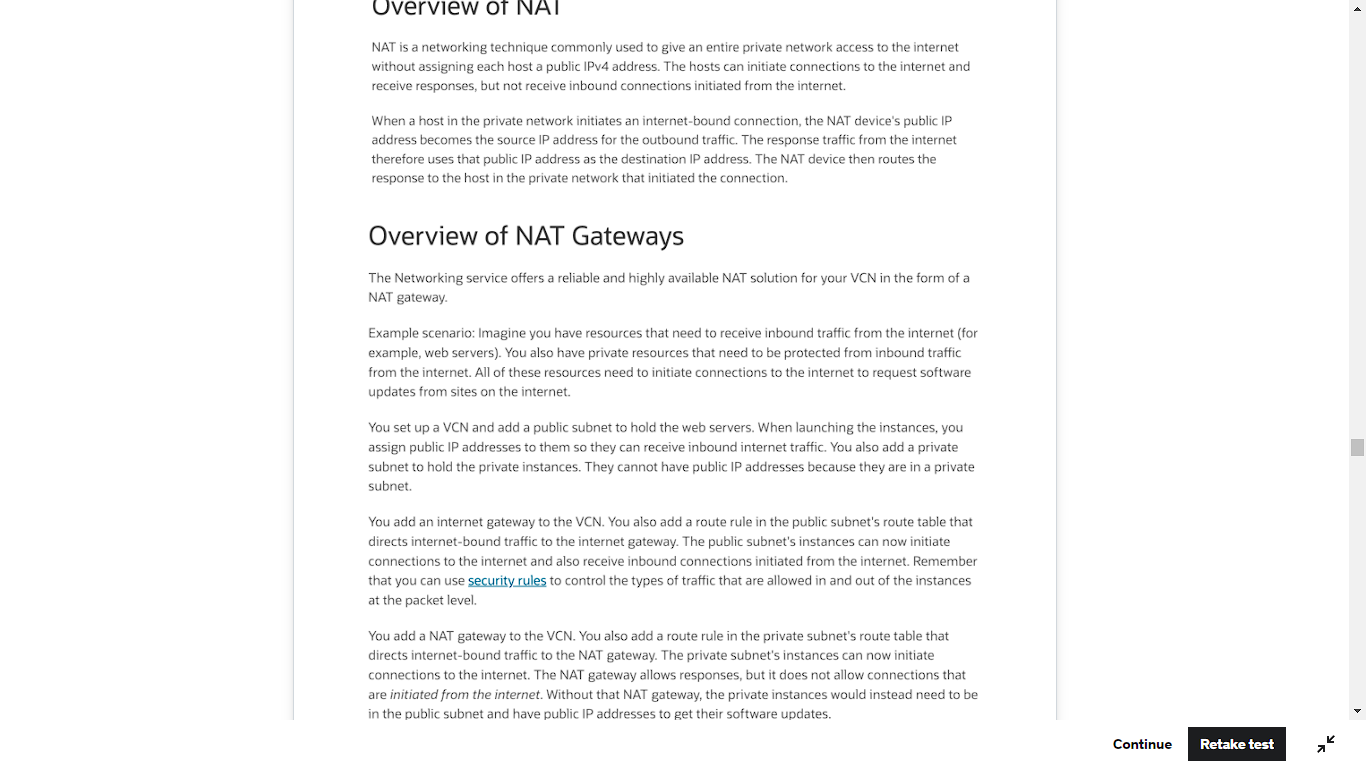 Overview of NAT
NAT is a networking technique commonly used to give an entire private network access to the internet
without assigning each host a public IPv4 address. The hosts can initiate connections to the internet and
receive responses, but not receive inbound connections initiated from the internet.
When a host in the private network initiates an internet-bound connection, the NAT device's public IP
address becomes the source IP address for the outbound traffic. The response traffic from the internet
therefore uses that public IP address as the destination IP address. The NAT device then routes the
response to the host in the private network that initiated the connection.
Overview of NAT Gateways
The Networking service offers a reliable and highly available NAT solution for your VCN in the form of a
NAT gateway.
Example scenario: Imagine you have resources that need to receive inbound traffic from the internet (for
example, web servers). You also have private resources that need to be protected from inbound traffic
from the internet. All of these resources need to initiate connections to the internet to request software
updates from sites on the internet.
You set up a VCN and add a public subnet to hold the web servers. When launching the instances, you
assign public IP addresses to them so they can receive inbound internet traffic. You also add a private
subnet to hold the private instances. They cannot have public IP addresses because they are in a private
subnet.
You add an internet gateway to the VCN. You also add a route rule in the public subnet's route table that
directs internet-bound traffic to the internet gateway. The public subnet's instances can now initiate
connections to the internet and also receive inbound connections initiated from the internet. Remember
that you can use security rules to control the types of traffic that are allowed in and out of the instances
at the packet level.
You add a NAT gateway to the VCN. You also add a route rule in the private subnet's route table that
directs internet-bound traffic to the NAT gateway. The private subnet's instances can now initiate
connections to the internet. The NAT gateway allows responses, but it does not allow connections that
are initiated from the internet. Without that NAT gateway, the private instances would instead need to be
in the public subnet and have public IP addresses to get their software updates.
Continue
Retake test